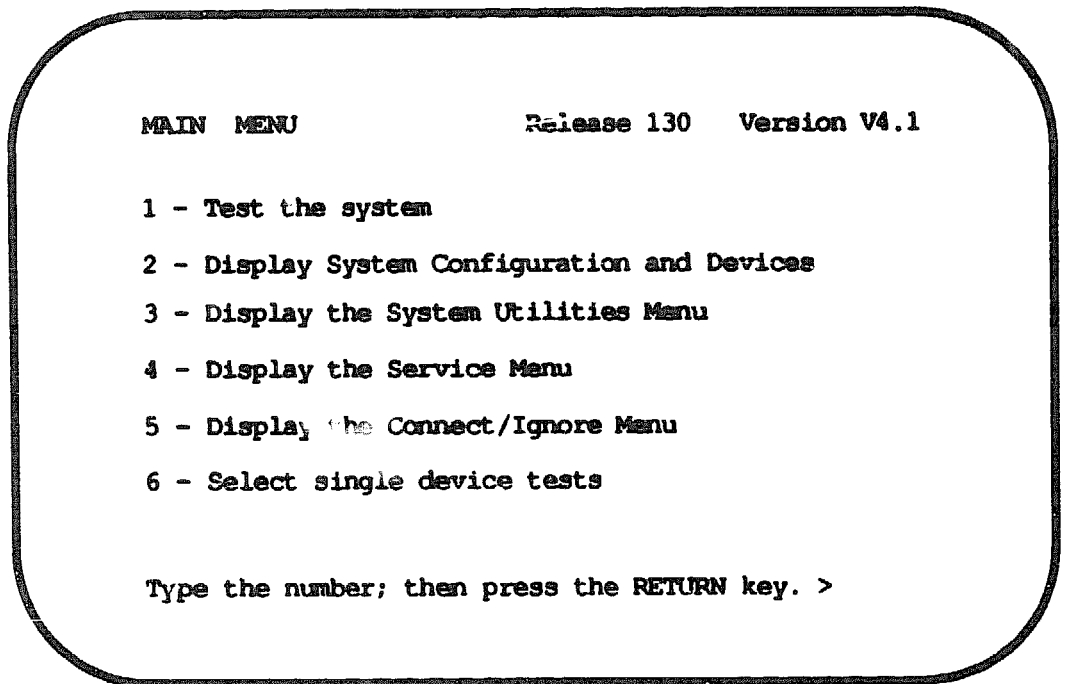 MAIN MENU Release 130 Version V4.1
1 - Test the system
2 - Display System Configuration and Devices
3 - Display the System Utilities Menu
4 - Display the Service Menu
5 - Display the Connect/Ignore Menu
6 - Select single device tests
Type the number; then press the RETURN key. >